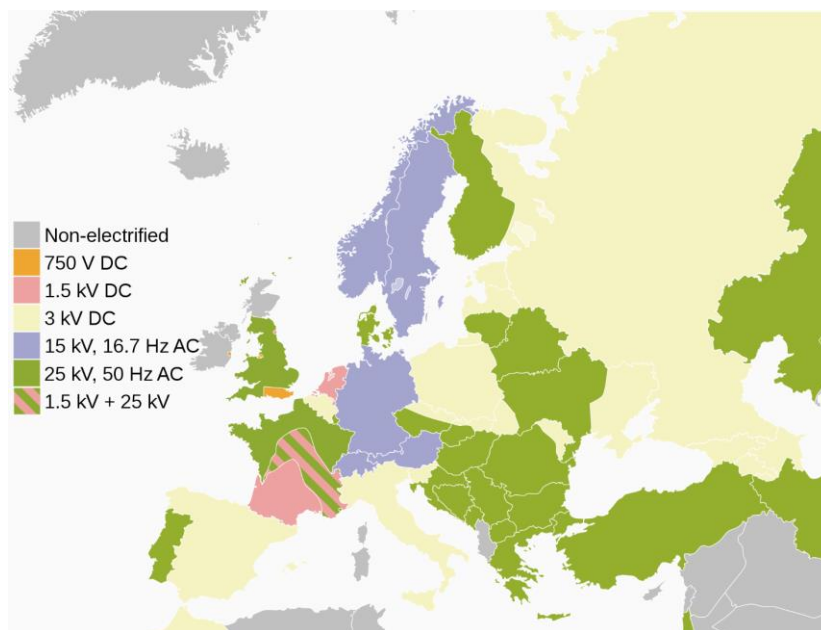 Non-electrified
750 V DC
1.5 kV DC
3 kV DC
15 kV, 16.7 Hz AC
25 kV, 50 Hz AC
1.5 kV + 25 kV